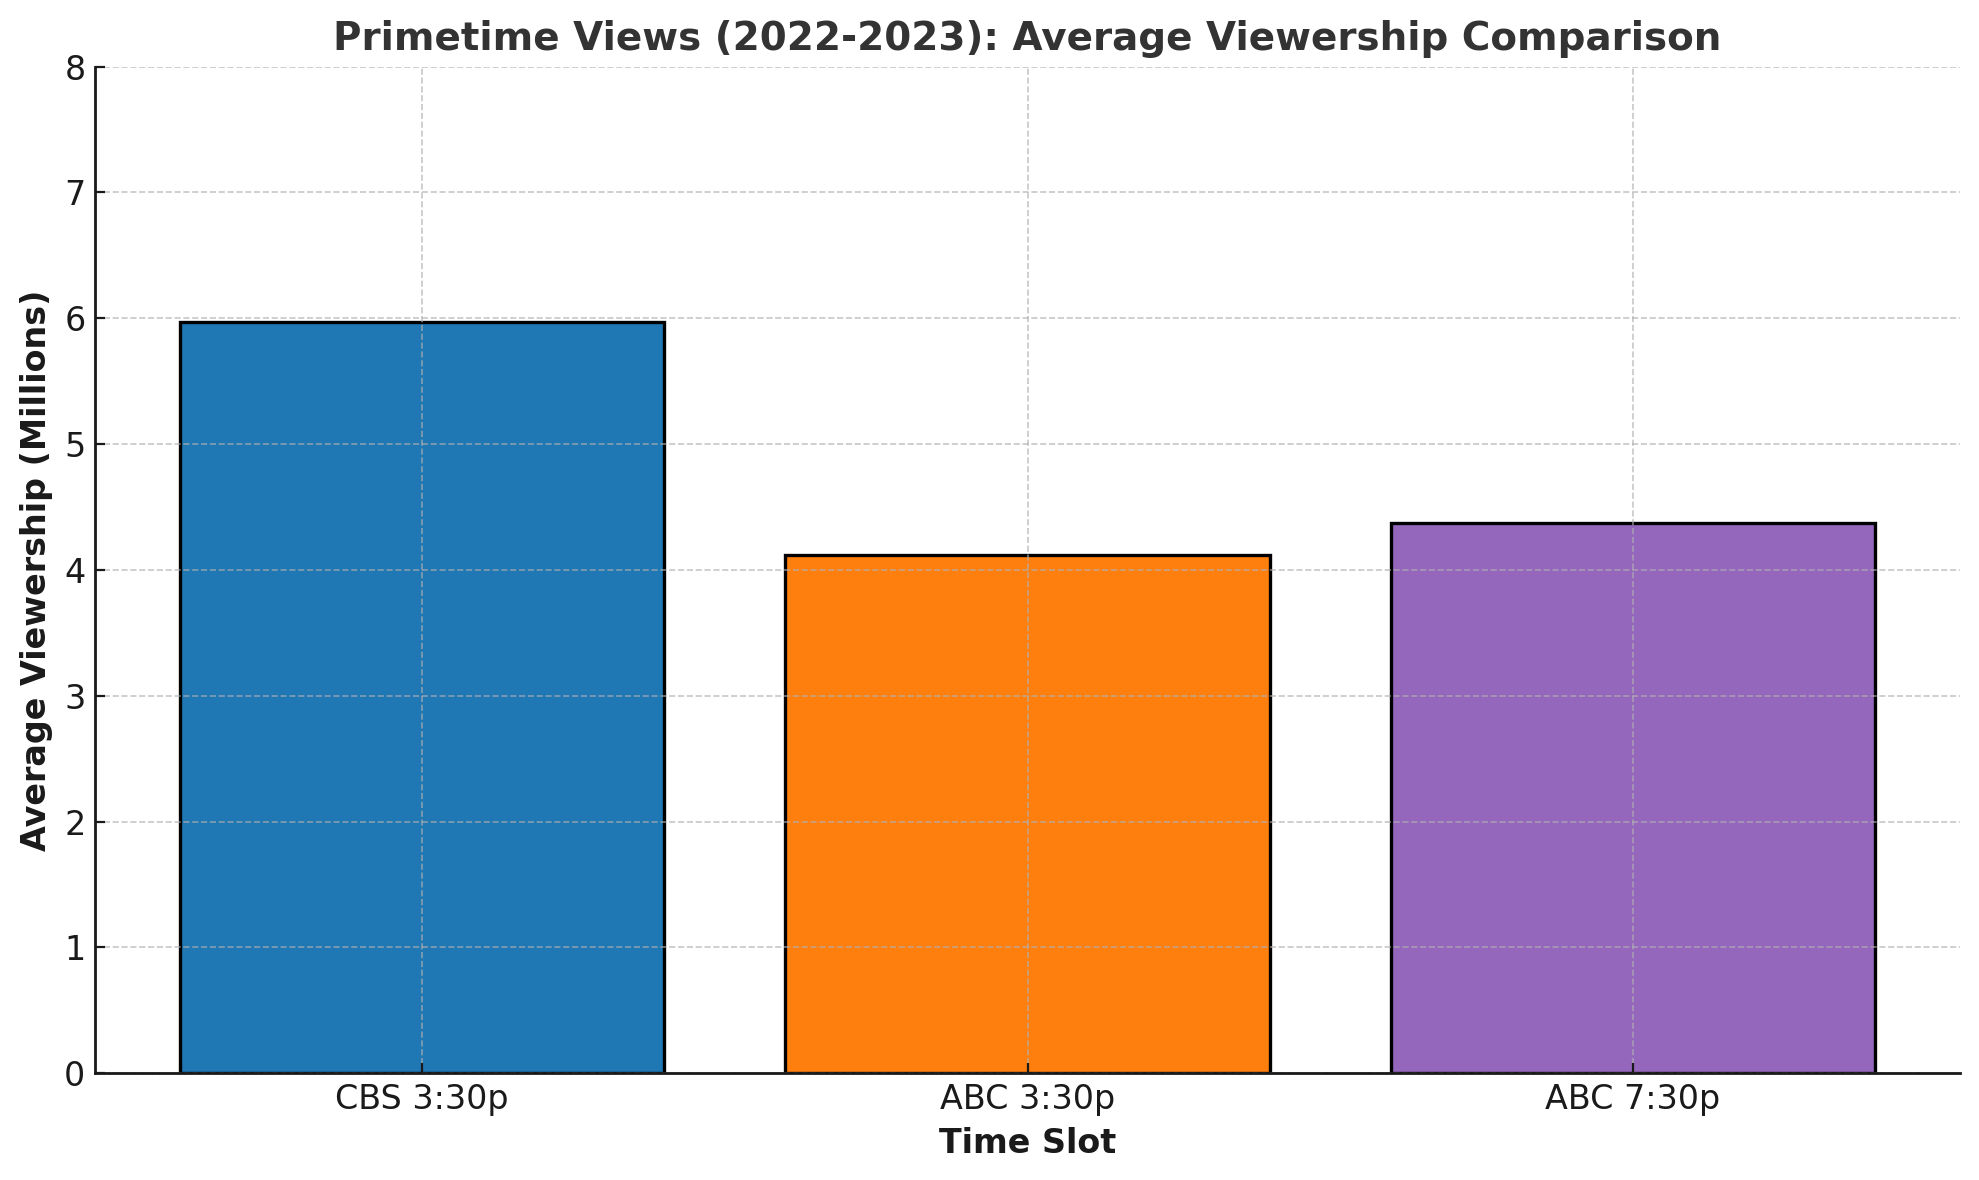 Primetime Views (2022-2023): Average Viewership Comparison
Average Viewership (Millions)
8
7
6
5
4
3
2
1
0
CBS 3:30p
ABC 3:30p
ABC 7:30p
Time Slot